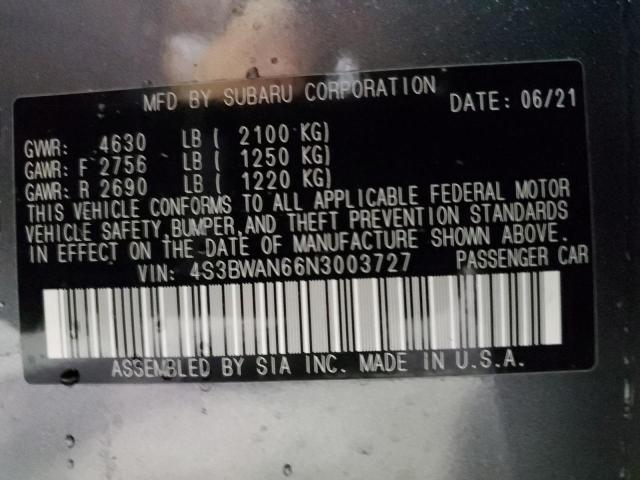 MFD BY SUBARU CORPORATION DATE: 06/21
GVWR: 4630 LB ( 2100 KG)
GAWR: F 2756 LB ( 1250 KG)
GAWR: R 2690 LB ( 1220 KG)
THIS VEHICLE CONFORMS TO ALL APPLICABLE FEDERAL MOTOR
VEHICLE SAFETY,BUMPER,AND THEFT PREVENTION STANDARDS
IN EFFECT ON THE DATE OF MANUFACTURE SHOWN ABOVE.
VIN: 4S3BWAN66N3003727 PASSENGER CAR
ASSEMBLED BY SIA INC. MADE IN U.S.A.